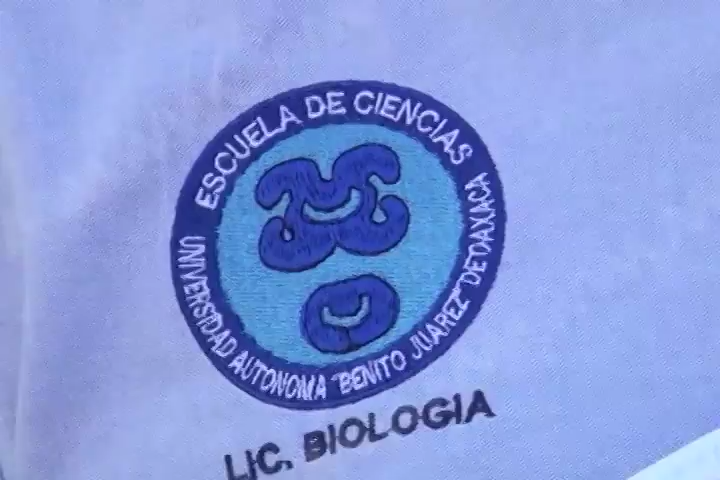 ESCUELA DE CIENCIAS
UNIVERSIDAD AUTONOMA "BENITO JUAREZ" DE OAXACA
LIC. BIOLOGIA